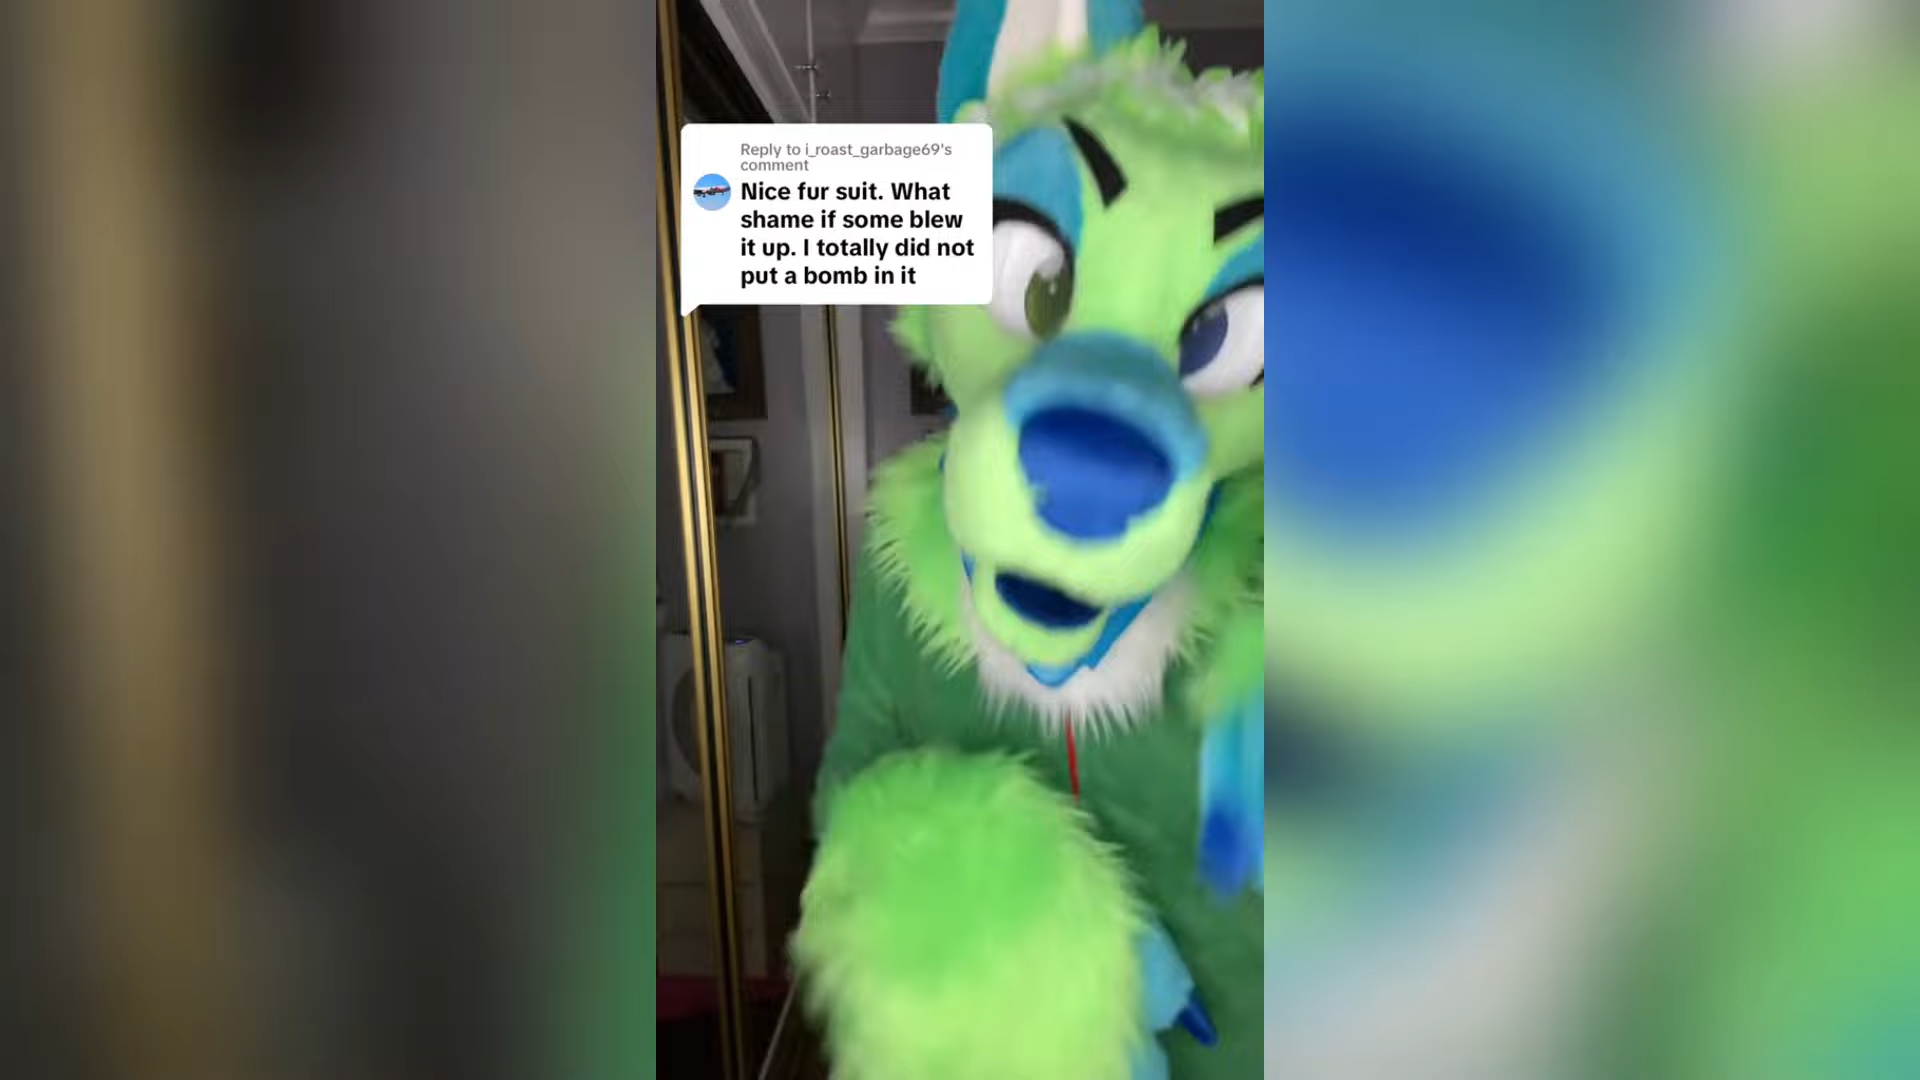 Reply to i_roast_garbage69's
comment
Nice fur suit. What
shame if some blew
it up. I totally did not
put a bomb in it